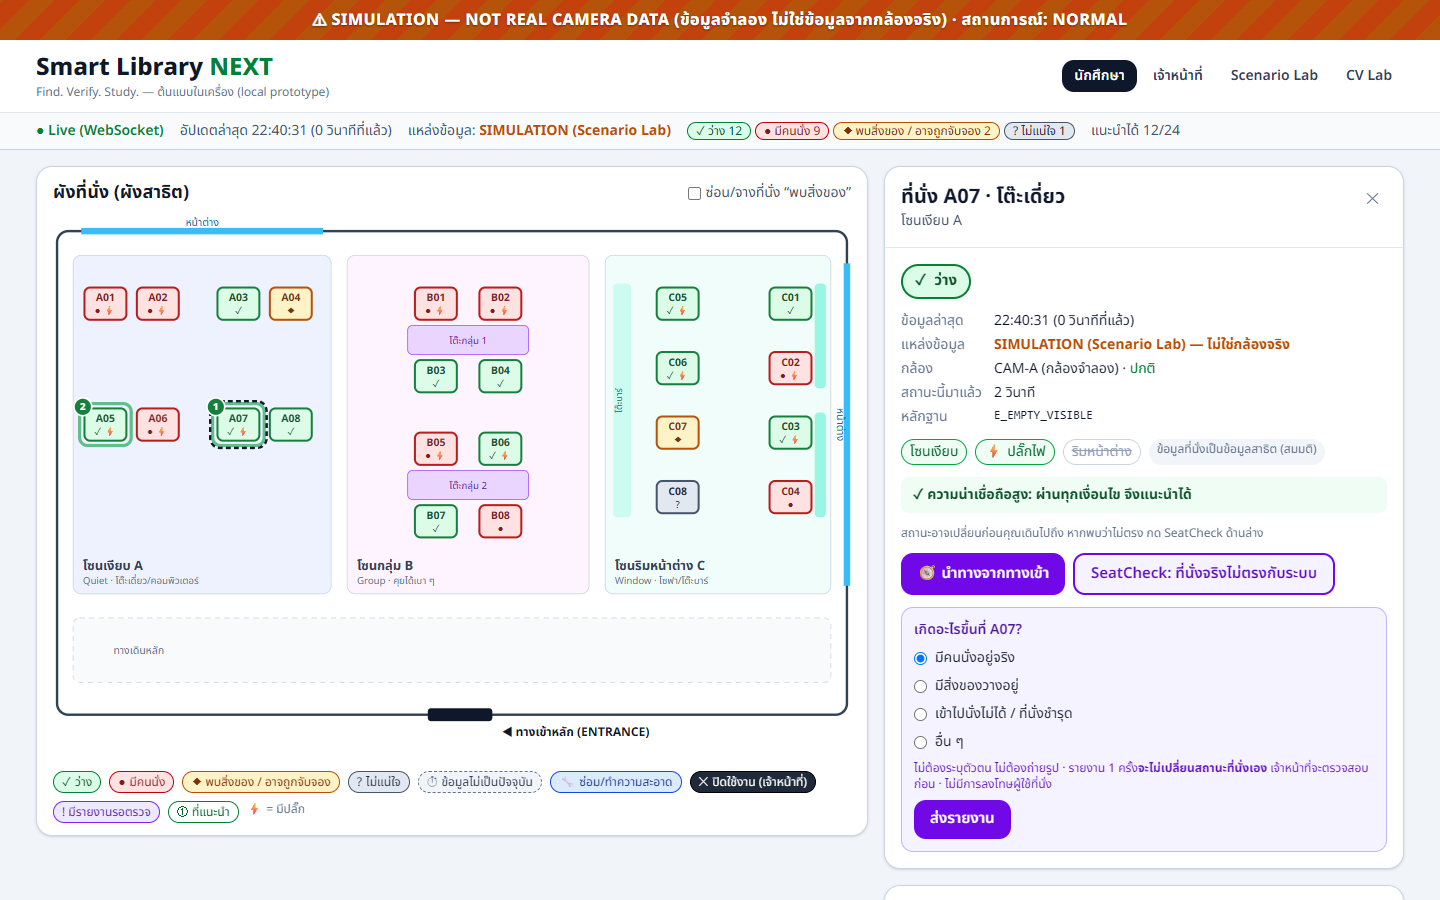 ⚠ SIMULATION — NOT REAL CAMERA DATA (ข้อมูลจำลอง ไม่ใช่ข้อมูลจากกล้องจริง) · สถานการณ์: NORMAL
Smart Library NEXT
Find. Verify. Study. — ต้นแบบในเครื่อง (local prototype)
นักศึกษา
เจ้าหน้าที่
Scenario Lab
CV Lab
● Live (WebSocket) อัปเดตล่าสุด 22:40:31 (0 วินาทีที่แล้ว) แหล่งข้อมูล: SIMULATION (Scenario Lab) ✓ ว่าง 12 ● มีคนนั่ง 9 ◆ พบสิ่งของ / อาจถูกจับจอง 2 ? ไม่แน่ใจ 1 แนะนำได้ 12/24
ผังที่นั่ง (ผังสาธิต)
ซ่อน/จางที่นั่ง “พบสิ่งของ”
หน้าต่าง
A01 A02 A03 A04
● ⚡ ● ⚡ ✓ ◆
2 1
A05 A06 A07 A08
✓ ⚡ ● ⚡ ✓ ⚡ ✓
โซนเงียบ A
Quiet · โต๊ะเดี่ยว/คอมพิวเตอร์
B01 B02
● ⚡ ● ⚡
โต๊ะกลุ่ม 1
B03 B04
✓ ✓
B05 B06
● ⚡ ✓ ⚡
โต๊ะกลุ่ม 2
B07 B08
✓ ●
โซนกลุ่ม B
Group · คุยได้เบา ๆ
C05 C01
✓ ⚡ ✓
C06 C02
✓ ⚡ ● ⚡
โต๊ะบาร์
C07 C03
◆ ✓ ⚡
หน้าต่าง
C08 C04
? ●
โซนริมหน้าต่าง C
Window · โซฟา/โต๊ะบาร์
ทางเดินหลัก
◀ ทางเข้าหลัก (ENTRANCE)
✓ ว่าง ● มีคนนั่ง ◆ พบสิ่งของ / อาจถูกจับจอง ? ไม่แน่ใจ ⏱ ข้อมูลไม่เป็นปัจจุบัน 🔧 ซ่อม/ทำความสะอาด ✕ ปิดใช้งาน (เจ้าหน้าที่)
! มีรายงานรอตรวจ ① ที่แนะนำ ⚡ = มีปลั๊ก
ที่นั่ง A07 · โต๊ะเดี่ยว
โซนเงียบ A
✓ ว่าง
ข้อมูลล่าสุด 22:40:31 (0 วินาทีที่แล้ว)
แหล่งข้อมูล SIMULATION (Scenario Lab) — ไม่ใช่กล้องจริง
กล้อง CAM-A (กล้องจำลอง) · ปกติ
สถานะนี้มาแล้ว 2 วินาที
หลักฐาน E_EMPTY_VISIBLE
โซนเงียบ ⚡ ปลั๊กไฟ ริมหน้าต่าง ข้อมูลที่นั่งเป็นข้อมูลสาธิต (สมมติ)
✓ ความน่าเชื่อถือสูง: ผ่านทุกเงื่อนไข จึงแนะนำได้
สถานะอาจเปลี่ยนก่อนคุณเดินไปถึง หากพบว่าไม่ตรง กด SeatCheck ด้านล่าง
🧭 นำทางจากทางเข้า
SeatCheck: ที่นั่งจริงไม่ตรงกับระบบ
เกิดอะไรขึ้นที่ A07?
มีคนนั่งอยู่จริง
มีสิ่งของวางอยู่
เข้าไปนั่งไม่ได้ / ที่นั่งชำรุด
อื่น ๆ
ไม่ต้องระบุตัวตน ไม่ต้องถ่ายรูป · รายงาน 1 ครั้งจะไม่เปลี่ยนสถานะที่นั่งเอง เจ้าหน้าที่จะตรวจสอบ
ก่อน · ไม่มีการลงโทษผู้ใช้ที่นั่ง
ส่งรายงาน